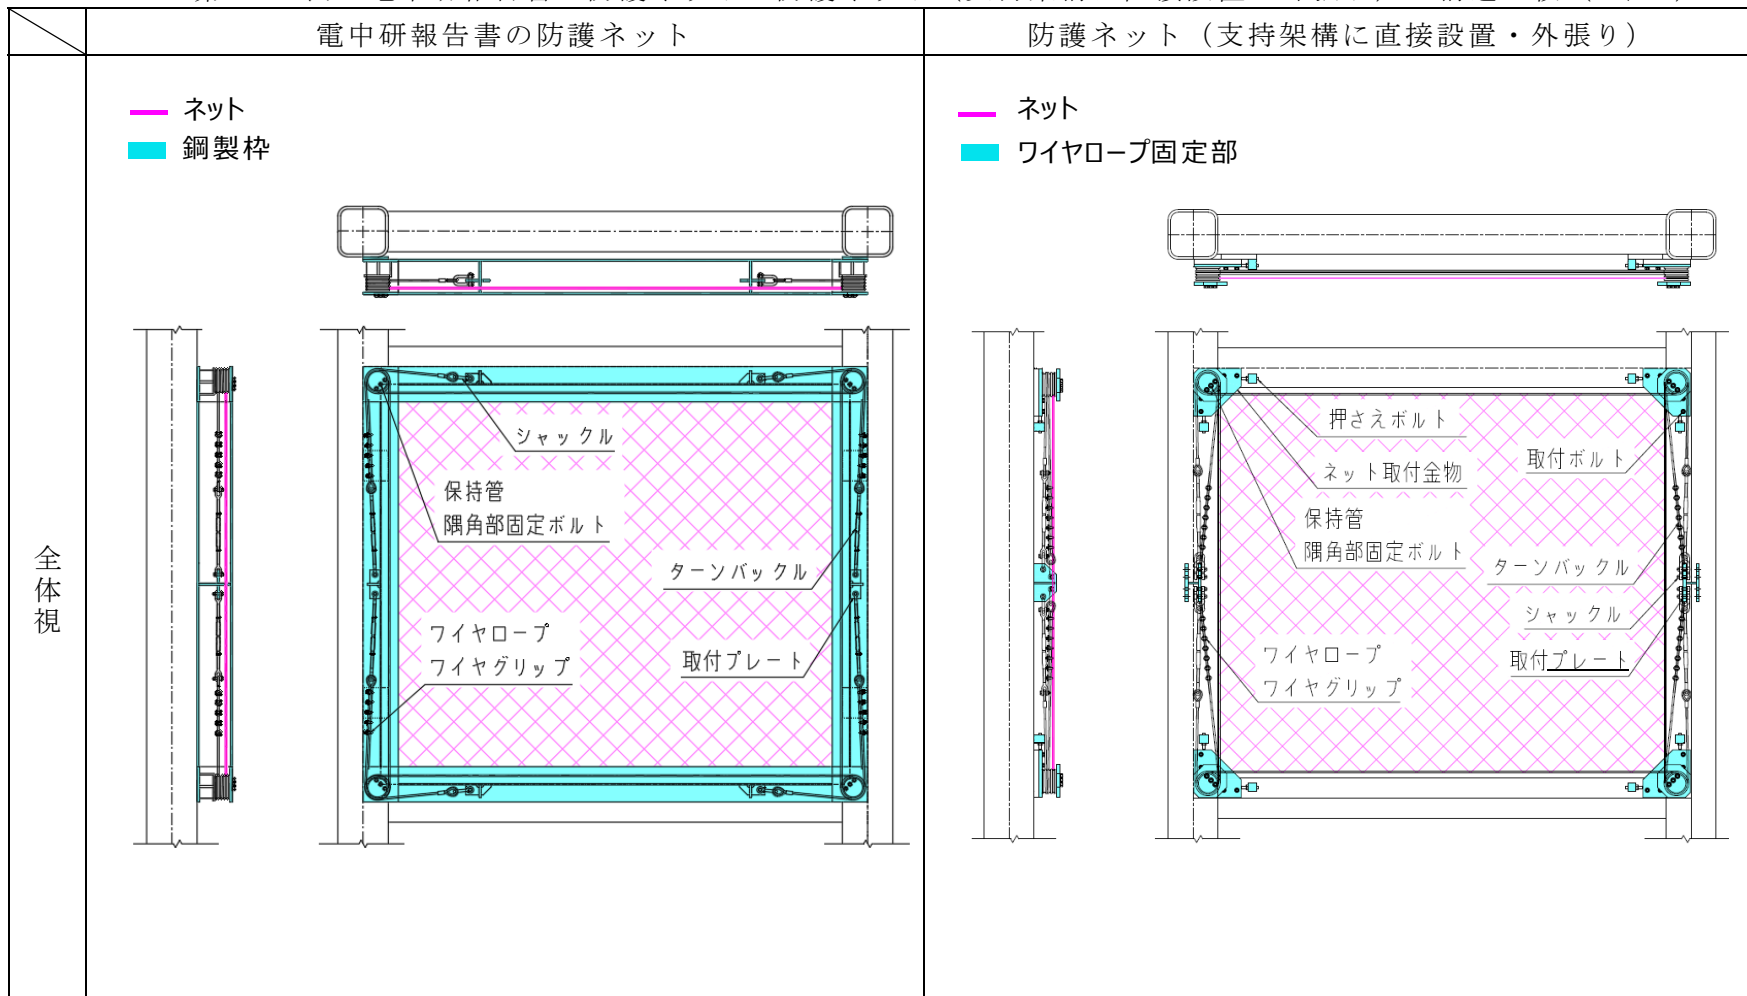 電中研報告書の防護ネット
防護ネット（支持架構に直接設置・外張り）
全体視
ネット
鋼製枠
シャックル
保持管
隅角部固定ボルト
ターンバックル
ワイヤロープ
ワイヤグリップ
取付プレート
ネット
ワイヤロープ固定部
押さえボルト
取付ボルト
ネット取付金物
保持管
隅角部固定ボルト
ターンバックル
シャックル
ワイヤロープ
ワイヤグリップ
取付プレート